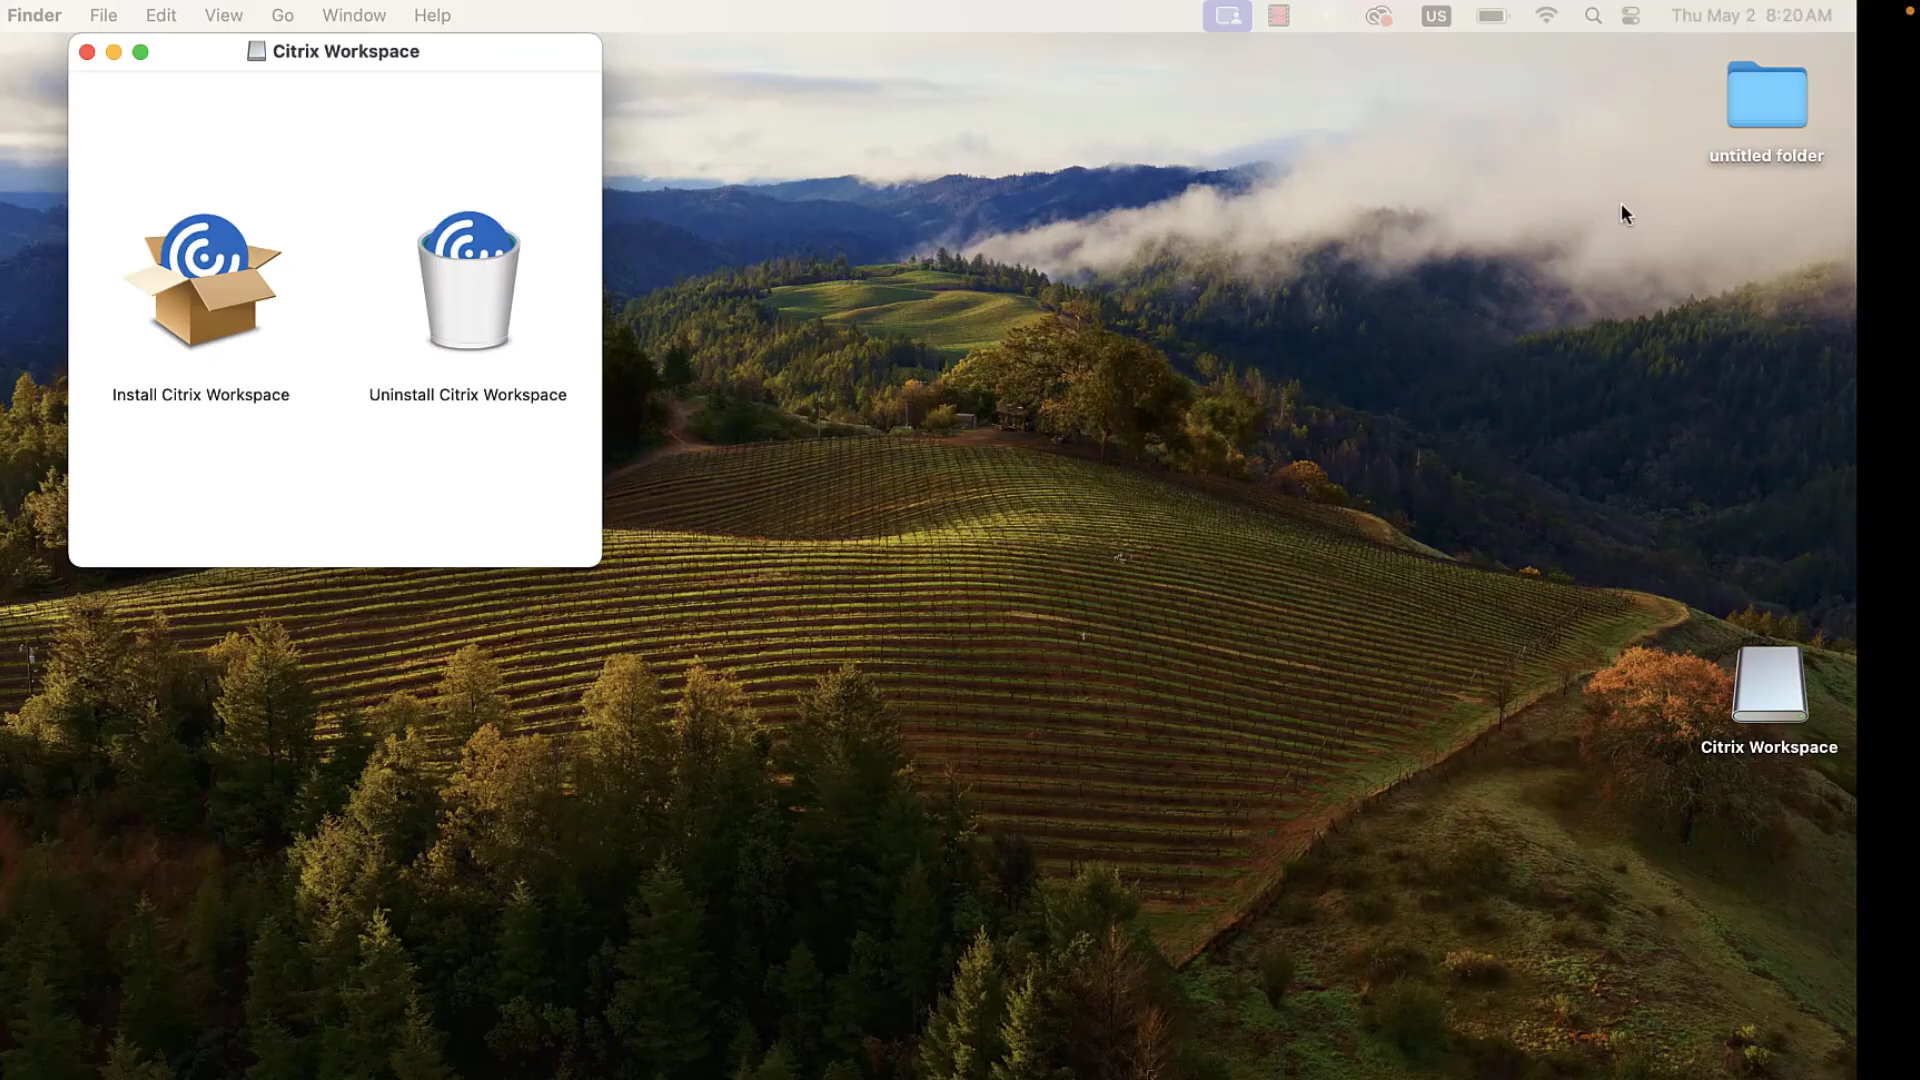 Finder File Edit View Go Window Help US Thu May 2 8:20 AM
Citrix Workspace
Install Citrix Workspace
Uninstall Citrix Workspace
untitled folder
Citrix Workspace